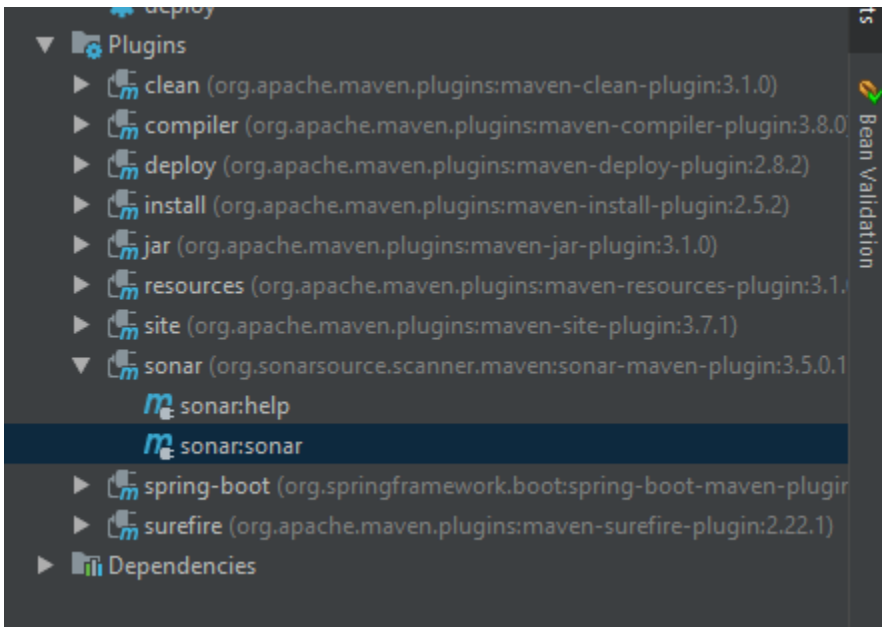 deploy
Plugins
clean (org.apache.maven.plugins:maven-clean-plugin:3.1.0)
compiler (org.apache.maven.plugins:maven-compiler-plugin:3.8.0
deploy (org.apache.maven.plugins:maven-deploy-plugin:2.8.2)
install (org.apache.maven.plugins:maven-install-plugin:2.5.2)
jar (org.apache.maven.plugins:maven-jar-plugin:3.1.0)
resources (org.apache.maven.plugins:maven-resources-plugin:3.1.
site (org.apache.maven.plugins:maven-site-plugin:3.7.1)
sonar (org.sonarsource.scanner.maven:sonar-maven-plugin:3.5.0.1
sonar:help
sonar:sonar
spring-boot (org.springframework.boot:spring-boot-maven-plugin
surefire (org.apache.maven.plugins:maven-surefire-plugin:2.22.1)
Dependencies
ts
Bean Validation